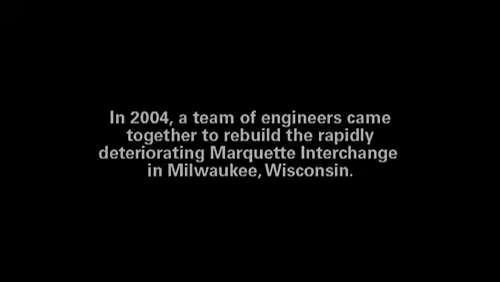 In 2004, a team of engineers came
together to rebuild the rapidly
deteriorating Marquette Interchange
in Milwaukee, Wisconsin.